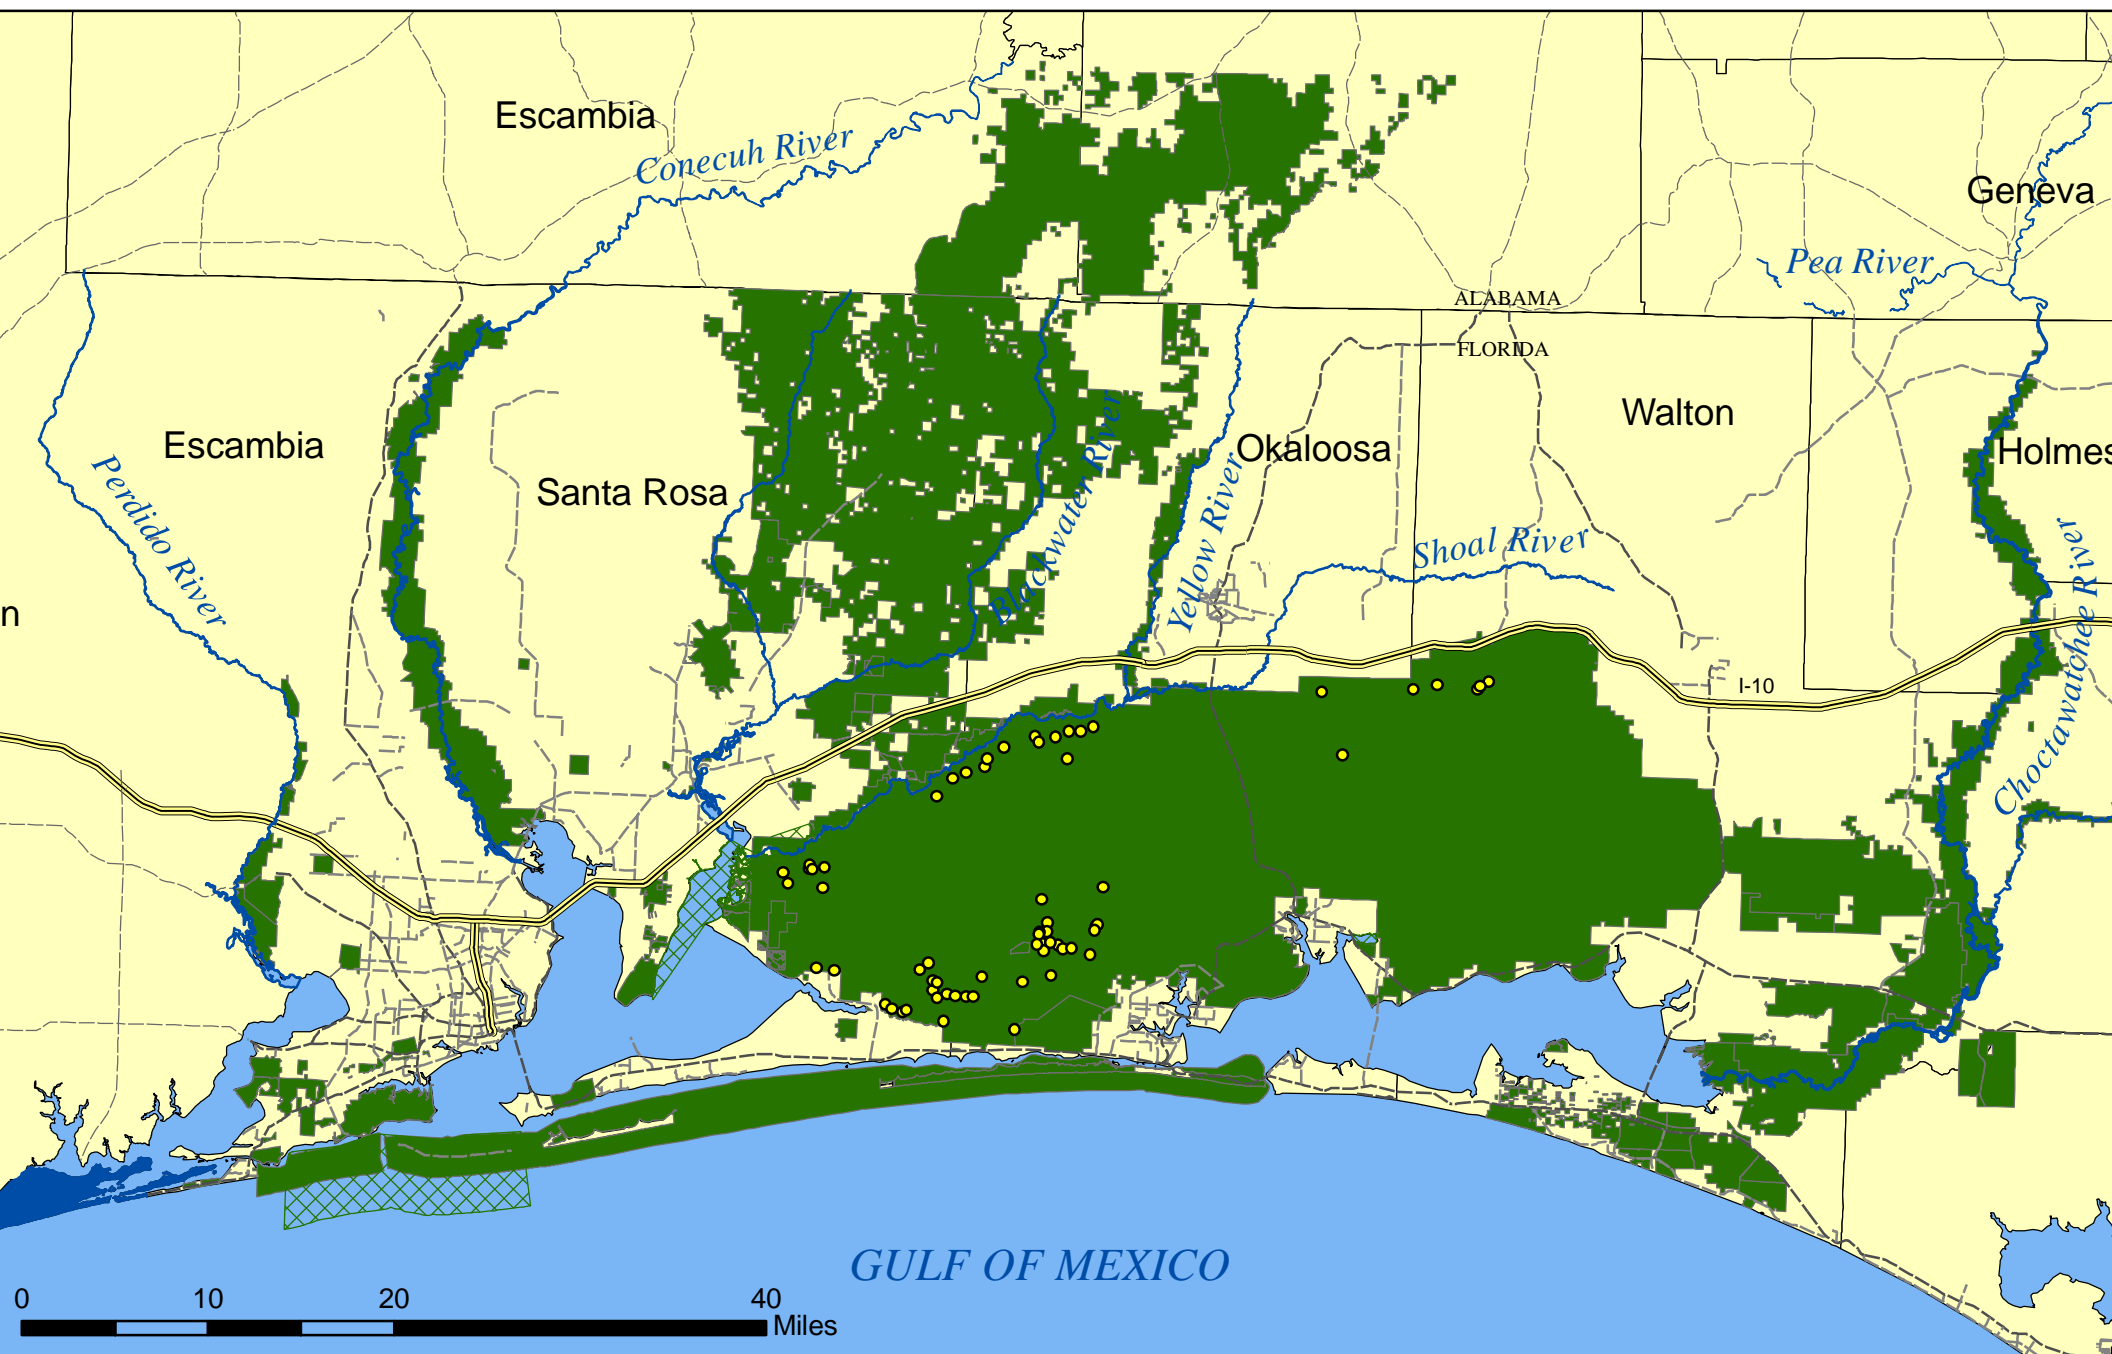 Escambia
Conecuh River
Geneva
Pea River
ALABAMA
FLORIDA
Escambia
Perdido River
Santa Rosa
Blackwater River
Yellow River
Okaloosa
Shoal River
Walton
Holmes
Choctawatchee River
n
I-10
GULF OF MEXICO
0 10 20 40
Miles